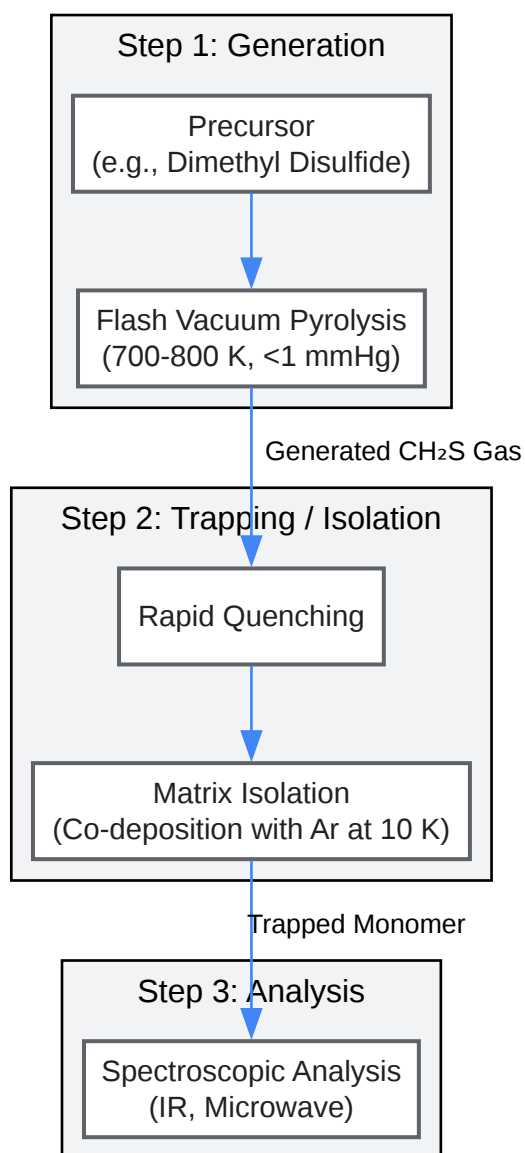 Step 1: Generation
Precursor
(e.g., Dimethyl Disulfide)
Flash Vacuum Pyrolysis
(700-800 K, <1 mmHg)
Generated CH₂S Gas
Step 2: Trapping / Isolation
Rapid Quenching
Matrix Isolation
(Co-deposition with Ar at 10 K)
Trapped Monomer
Step 3: Analysis
Spectroscopic Analysis
(IR, Microwave)